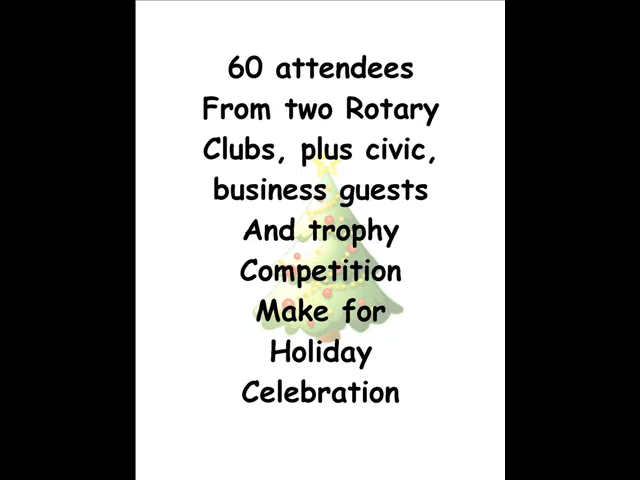 60 attendees
From two Rotary
Clubs, plus civic,
business guests
And trophy
Competition
Make for
Holiday
Celebration